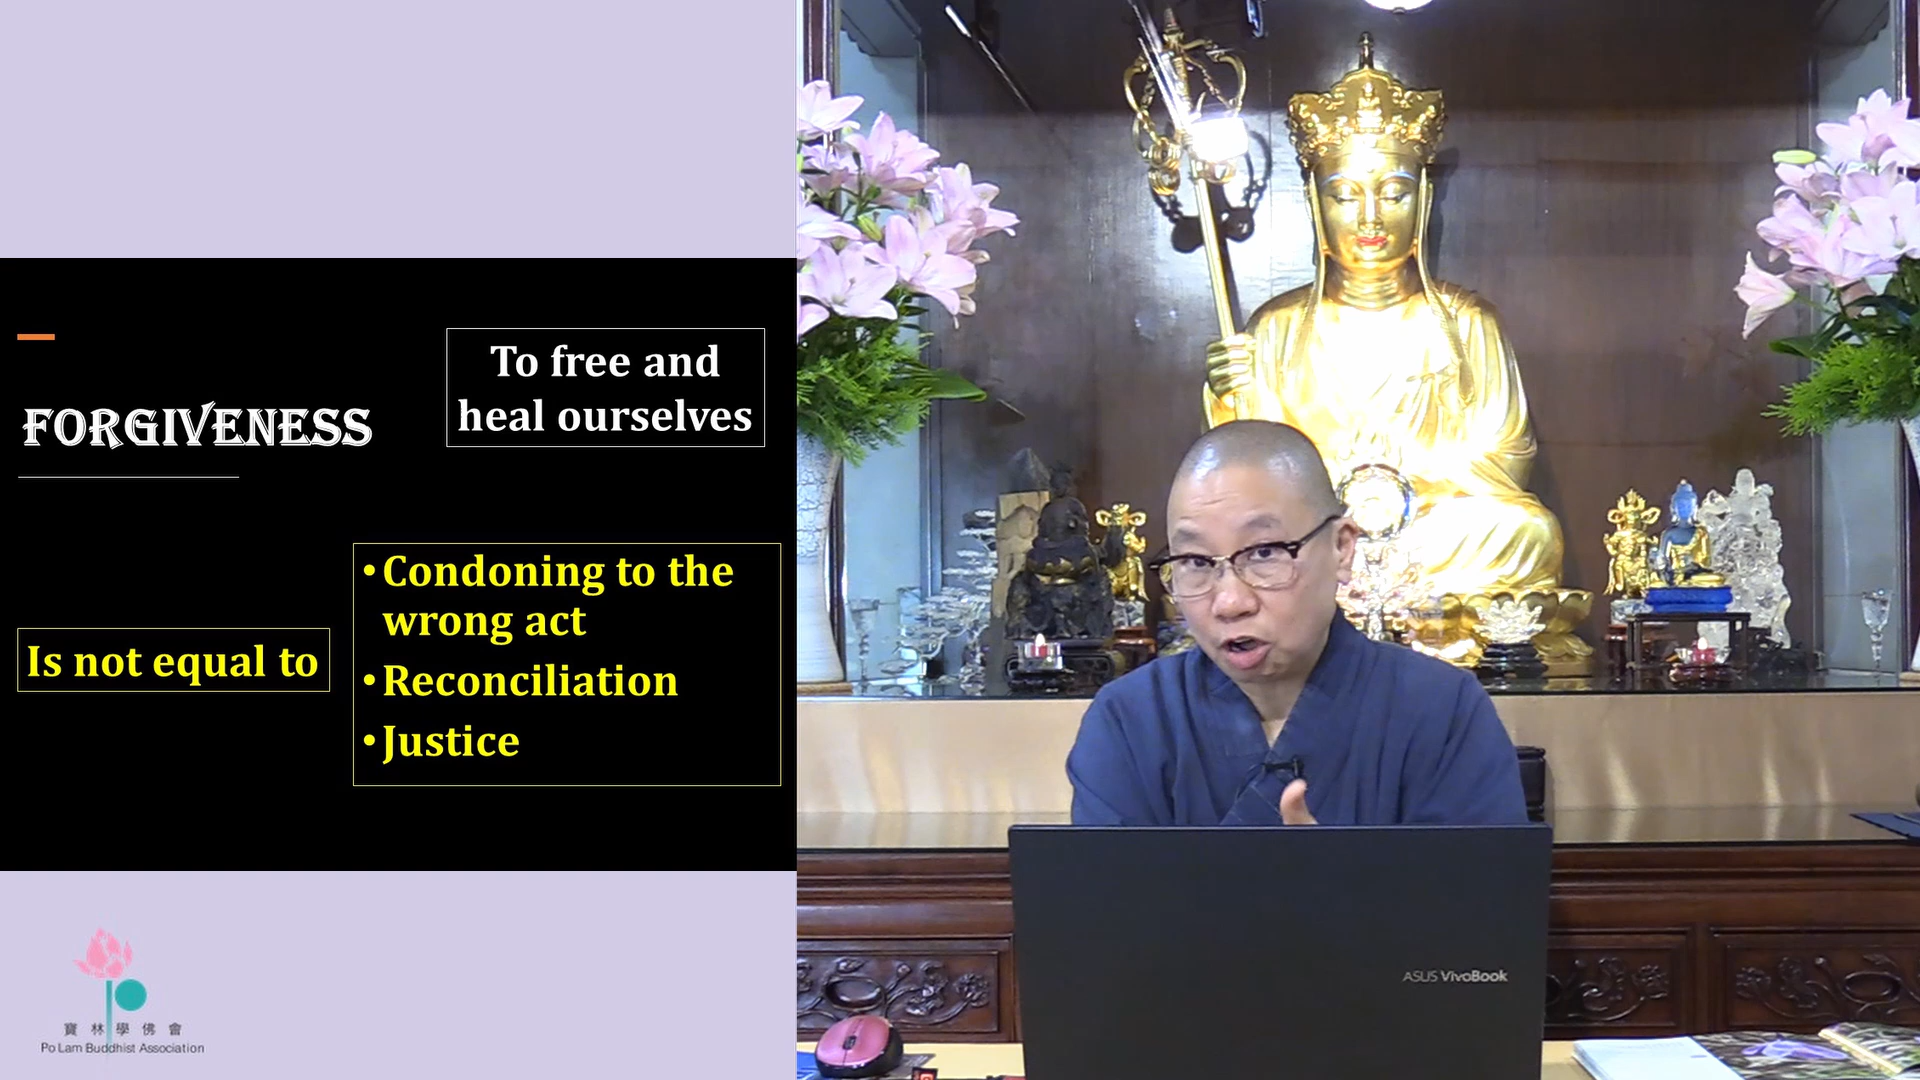 FORGIVENESS
To free and
heal ourselves
Is not equal to
•Condoning to the
wrong act
•Reconciliation
•Justice
寶林學佛會
Po Lam Buddhist Association
ASUS VivoBook